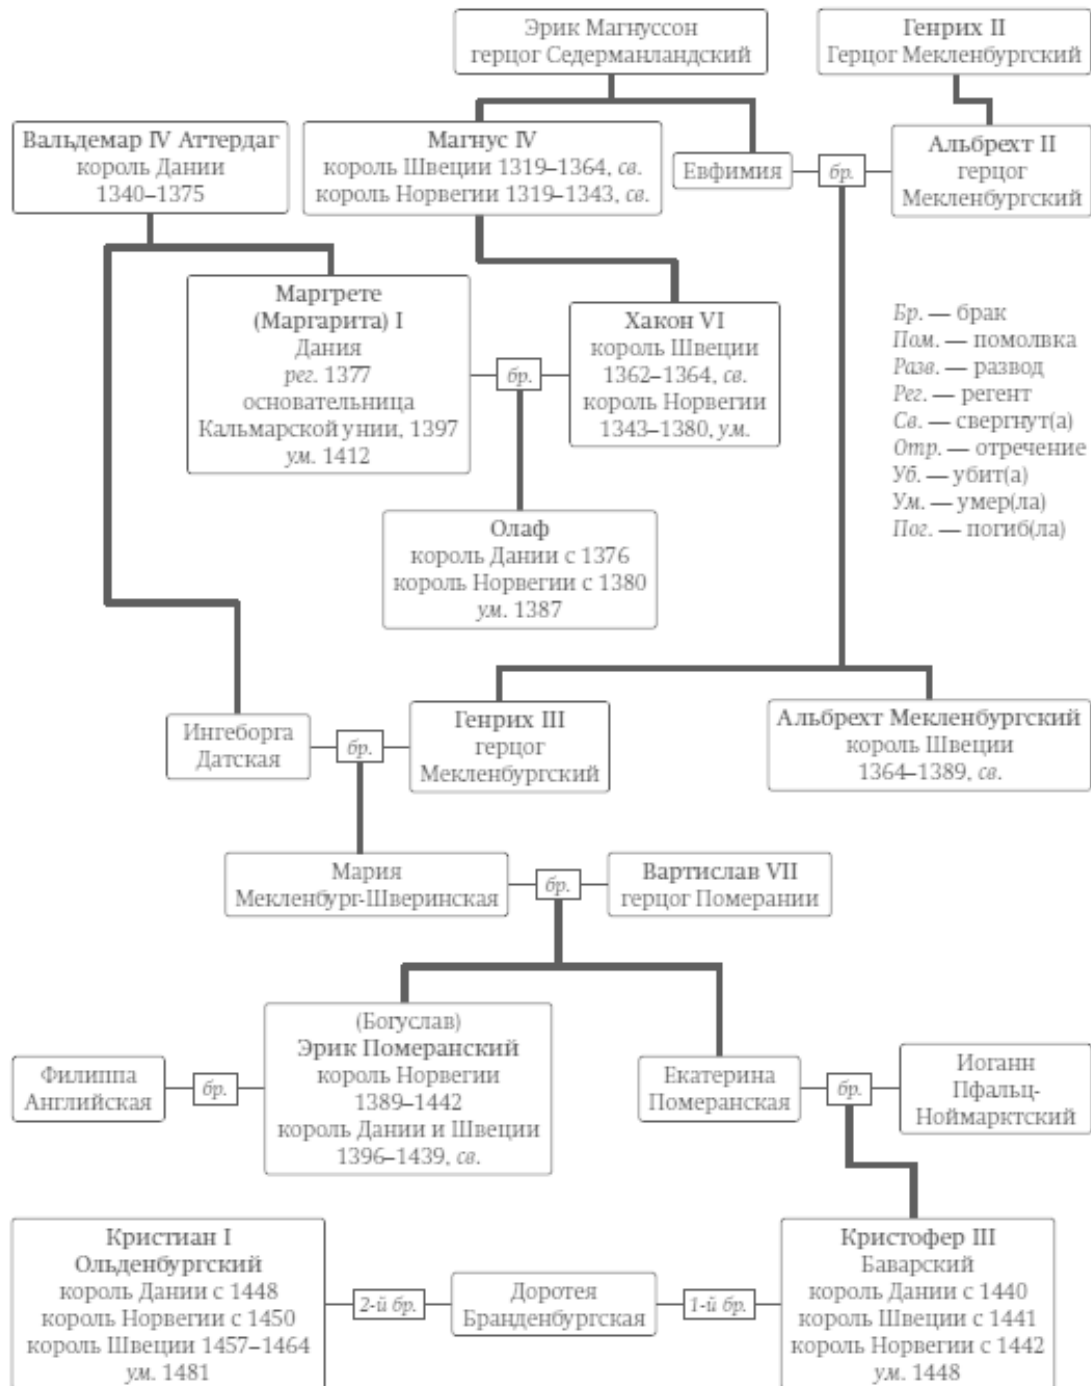 Эрик Магнуссон
герцог Седерманландский
Генрих II
Герцог Мекленбургский
Вальдемар IV Аттердаг
король Дании
1340–1375
Магнус IV
король Швеции 1319–1364, св.
король Норвегии 1319–1343, св.
Евфимия
бр.
Альбрехт II
герцог
Мекленбургский
Маргрете
(Маргарита) I
Дания
рег. 1377
основательница
Кальмарской унии, 1397
ум. 1412
бр.
Хакон VI
король Швеции
1362–1364, св.
король Норвегии
1343–1380, ум.
Бр. — брак
Пом. — помолвка
Разв. — развод
Рег. — регент
Св. — свергнут(а)
Отр. — отречение
Уб. — убит(а)
Ум. — умер(ла)
Пог. — погиб(ла)
Олаф
король Дании с 1376
король Норвегии с 1380
ум. 1387
Ингеборга
Датская
бр.
Генрих III
герцог
Мекленбургский
Альбрехт Мекленбургский
король Швеции
1364–1389, св.
Мария
Мекленбург-Шверинская
бр.
Вартислав VII
герцог Померании
Филиппа
Английская
бр.
(Богуслав)
Эрик Померанский
король Норвегии
1389–1442
король Дании и Швеции
1396–1439, св.
Екатерина
Померанская
бр.
Иоганн
Пфальц-
Ноймарктский
Кристиан I
Ольденбургский
король Дании с 1448
король Норвегии с 1450
король Швеции 1457–1464
ум. 1481
2-й бр.
Доротея
Бранденбургская
1-й бр.
Кристофер III
Баварский
король Дании с 1440
король Швеции с 1441
король Норвегии с 1442
ум. 1448